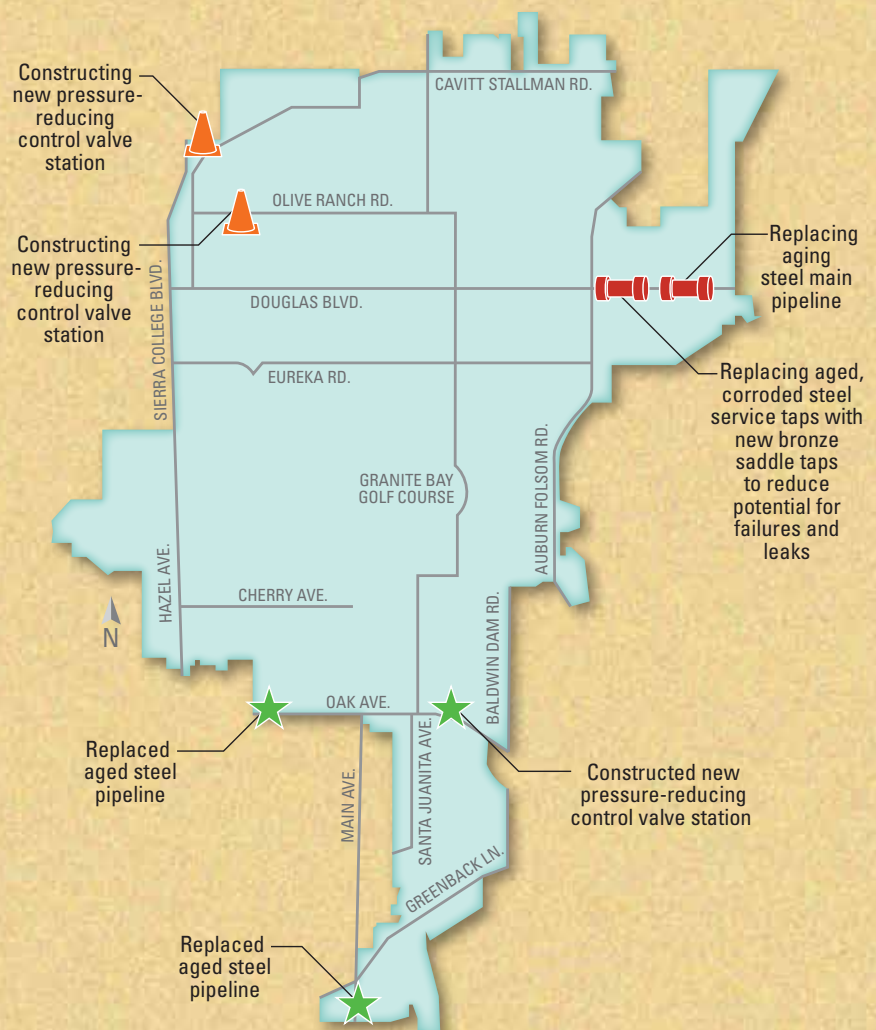 Constructing
new pressure-
reducing
control valve
station
CAVITT STALLMAN RD.
OLIVE RANCH RD.
Constructing
new pressure-
reducing
control valve
station
Replacing
aging
steel main
pipeline
DOUGLAS BLVD.
SIERRA COLLEGE BLVD.
EUREKA RD.
Replacing aged,
corroded steel
service taps with
new bronze
saddle taps
to reduce
potential for
failures and
leaks
GRANITE BAY
GOLF COURSE
AUBURN FOLSOM RD.
HAZEL AVE.
CHERRY AVE.
N
BALDWIN DAM RD.
OAK AVE.
Replaced
aged steel
pipeline
MAIN AVE.
SANTA JUANITA AVE.
Constructed new
pressure-reducing
control valve station
GREENBACK LN.
Replaced
aged steel
pipeline